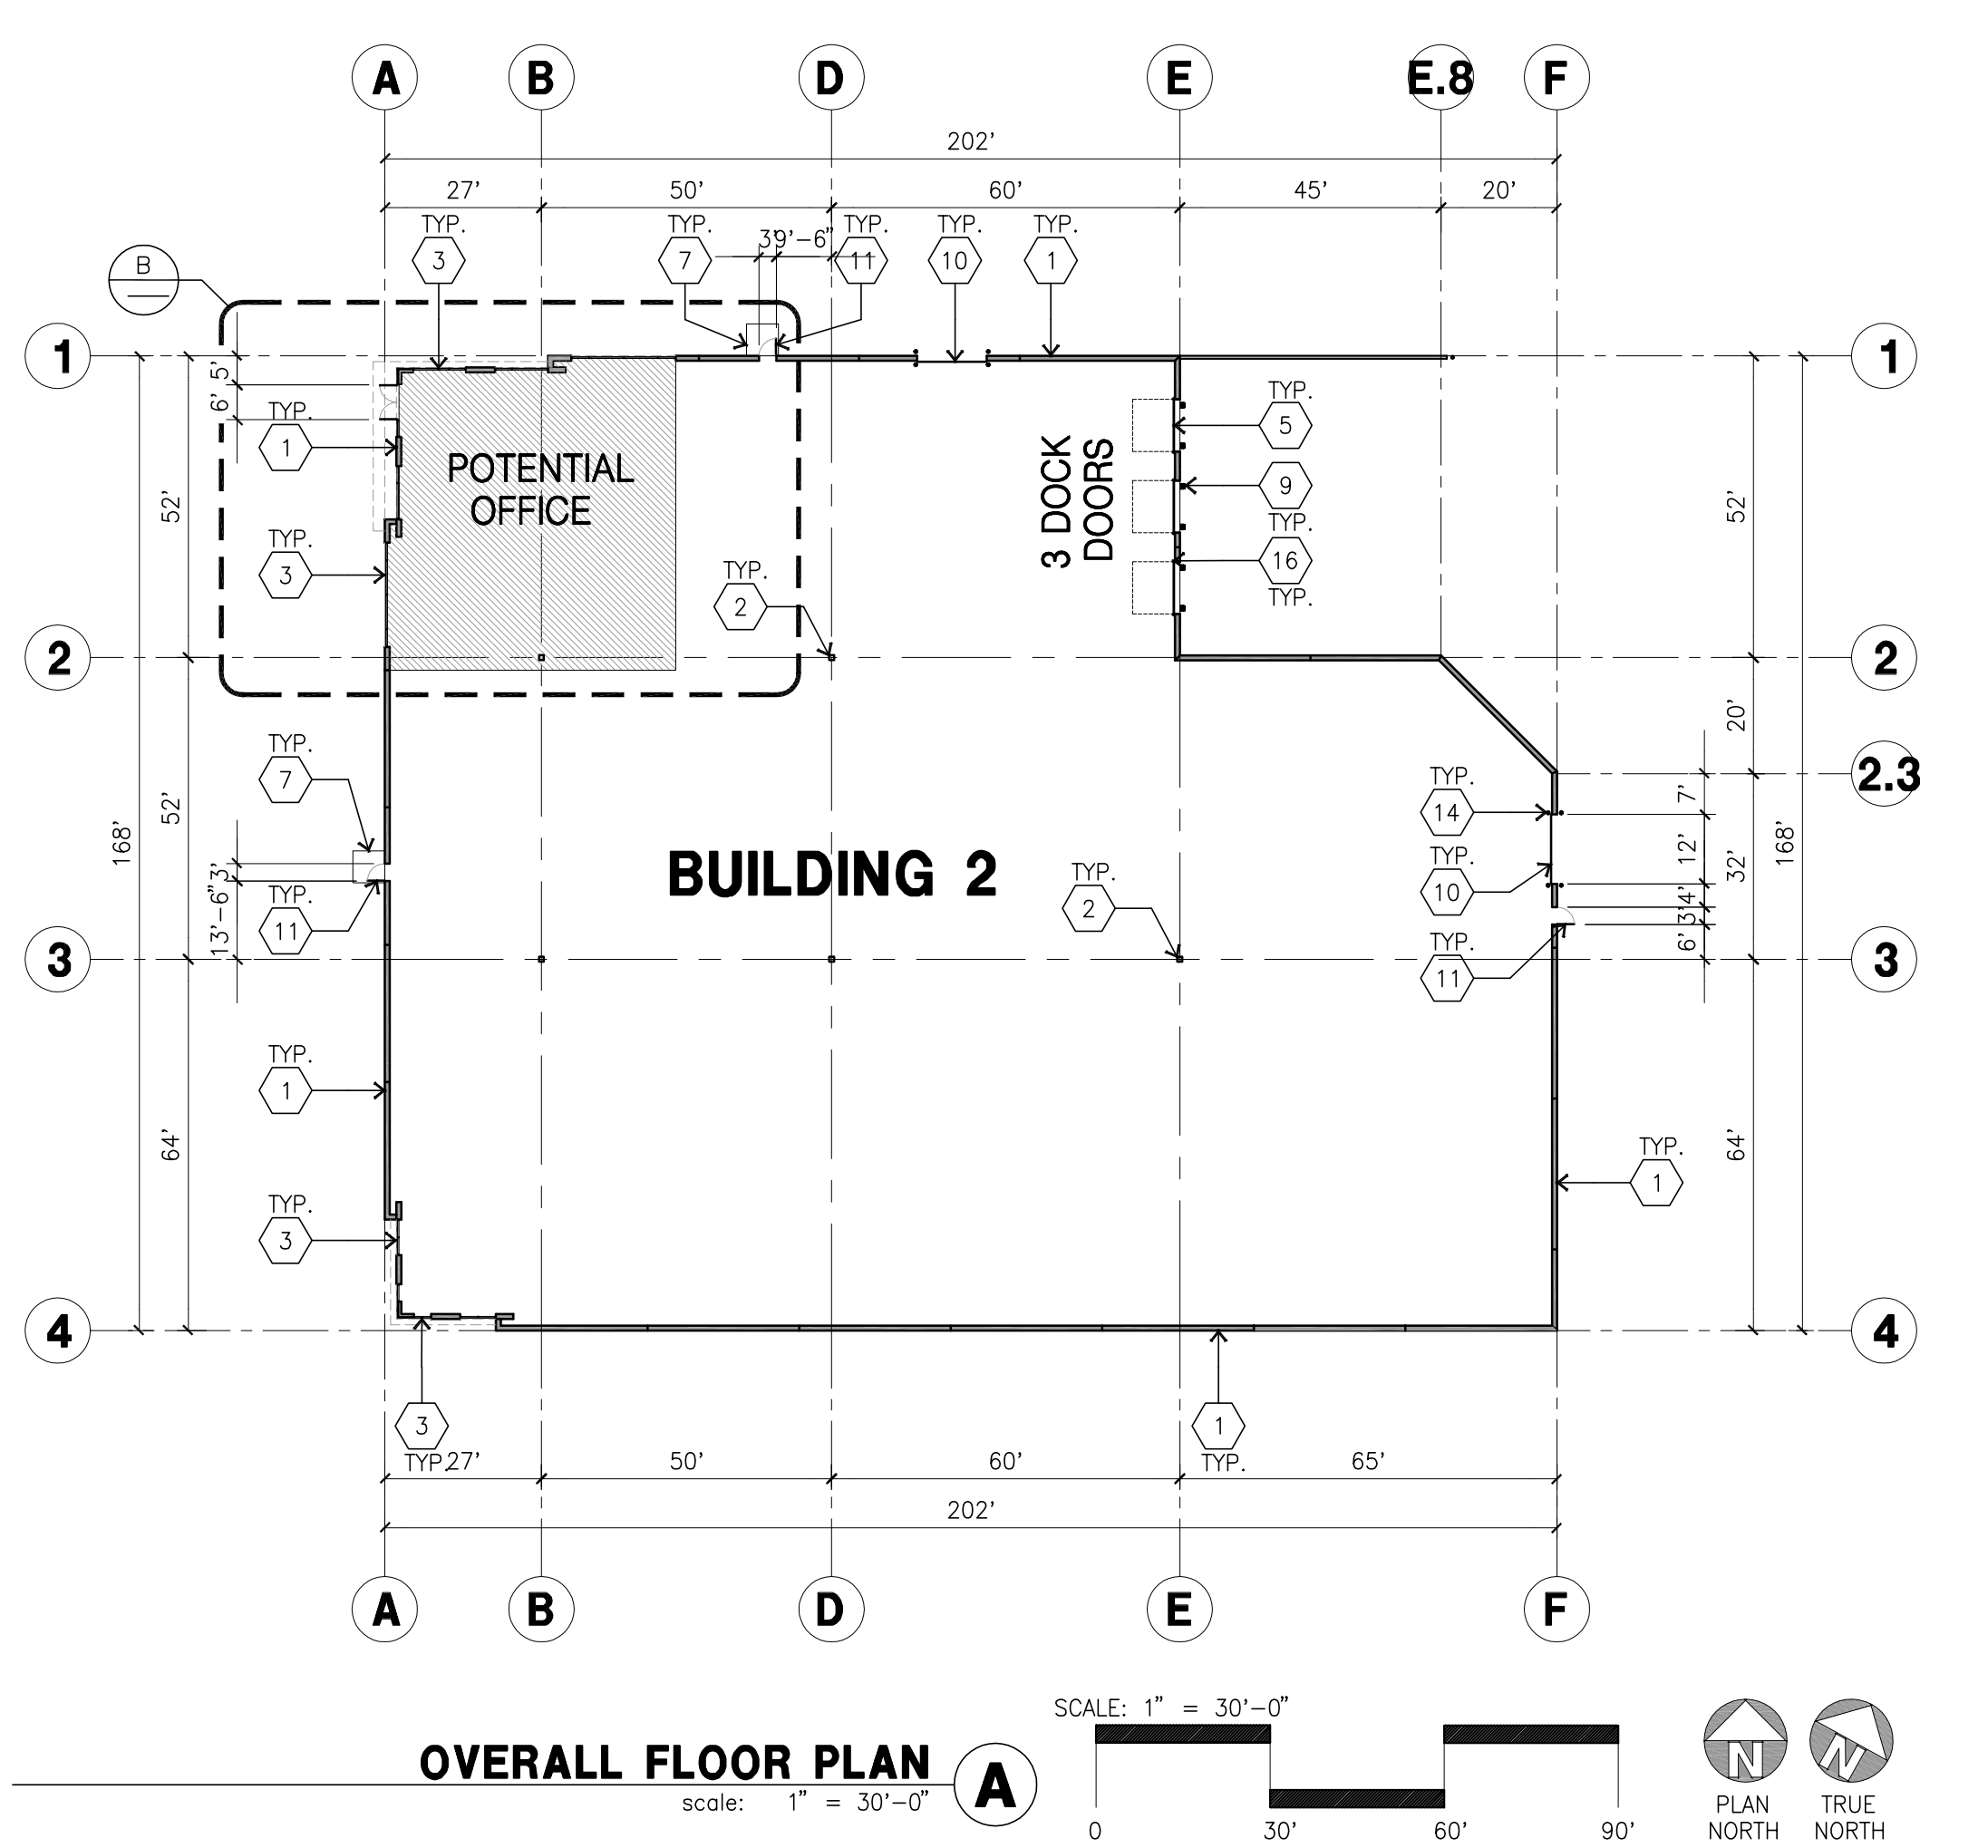 A B D E E.8 F
202'
27' 50' 60' 45' 20'
TYP. TYP. TYP. TYP. TYP.
3 7 3' 9'-6" 11 10 1
B
1 1
5'
6'
TYP.
1
TYP.
5
9
TYP.
16
TYP.
3 DOCK
DOORS
POTENTIAL
OFFICE
52' 52'
TYP.
3
TYP.
2
2 2
20'
TYP.
7
2.3
TYP.
14
7'
52'
168'
BUILDING 2
12'
32'
168'
10
TYP.
2
3'
13'-6"
TYP.
11
4'
3'
6'
TYP.
11
3 3
TYP.
1
64' 64'
TYP.
1
TYP.
3
4 4
3
TYP.
1
TYP.
27' 50' 60' 65'
202'
A B D E F
SCALE: 1" = 30'-0"
OVERALL FLOOR PLAN A
scale: 1" = 30'-0"
0 30' 60' 90'
N N
PLAN
NORTH
TRUE
NORTH